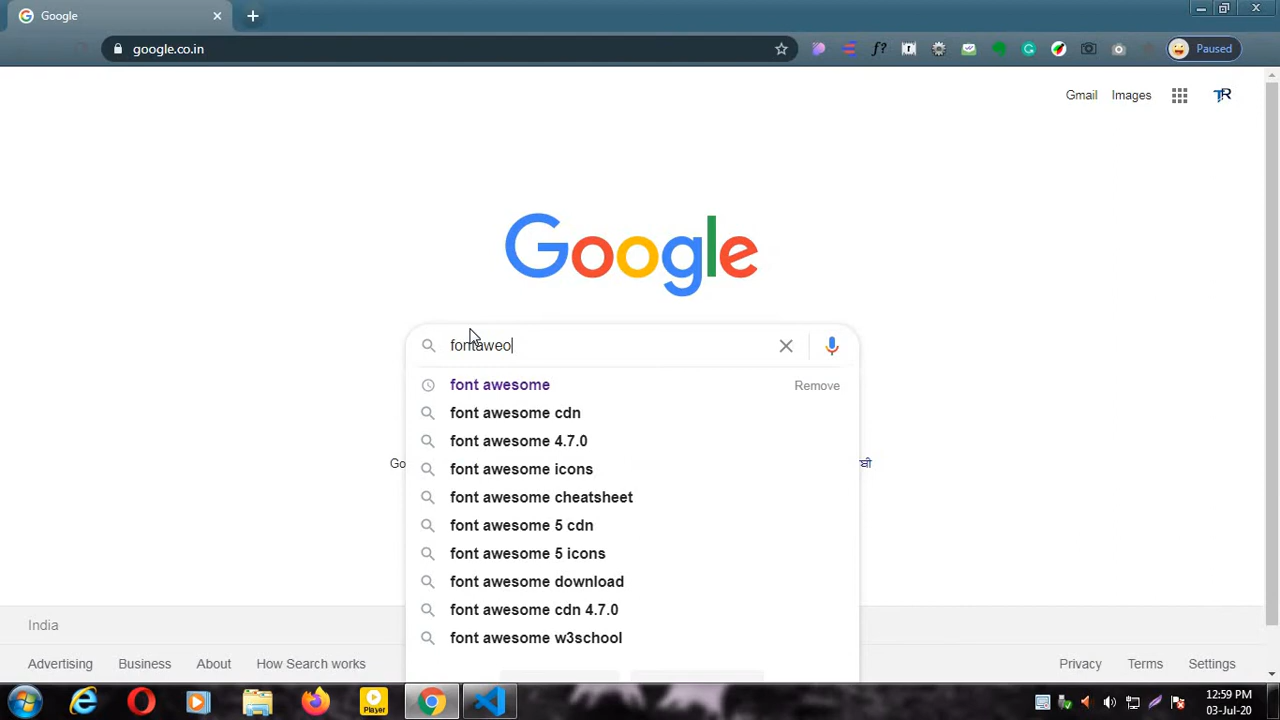 Google
google.co.in
f?
Paused
Gmail Images
TR
Google
fontaweo
font awesome Remove
font awesome cdn
font awesome 4.7.0
font awesome icons
Go
font awesome cheatsheet
font awesome 5 cdn
font awesome 5 icons
font awesome download
font awesome cdn 4.7.0
font awesome w3school
India
Advertising Business About How Search works Privacy Terms Settings
Player
12:59 PM
03-Jul-20